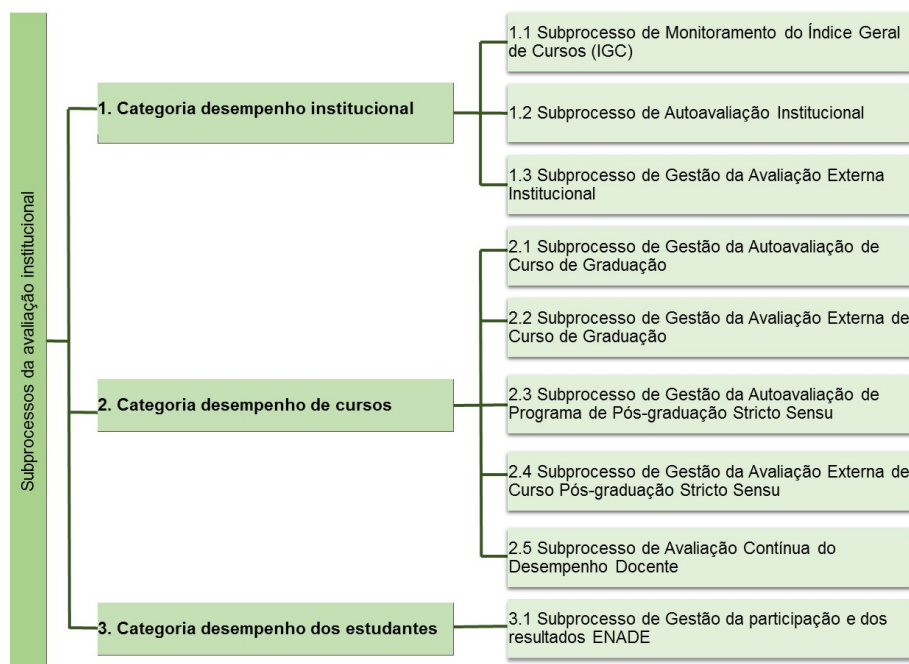 Subprocessos da avaliação institucional
1. Categoria desempenho institucional
1.1 Subprocesso de Monitoramento do Índice Geral
de Cursos (IGC)
1.2 Subprocesso de Autoavaliação Institucional
1.3 Subprocesso de Gestão da Avaliação Externa
Institucional
2. Categoria desempenho de cursos
2.1 Subprocesso de Gestão da Autoavaliação de
Curso de Graduação
2.2 Subprocesso de Gestão da Avaliação Externa de
Curso de Graduação
2.3 Subprocesso de Gestão da Autoavaliação de
Programa de Pós-graduação Stricto Sensu
2.4 Subprocesso de Gestão da Avaliação Externa de
Curso Pós-graduação Stricto Sensu
2.5 Subprocesso de Avaliação Contínua do
Desempenho Docente
3. Categoria desempenho dos estudantes
3.1 Subprocesso de Gestão da participação e dos
resultados ENADE